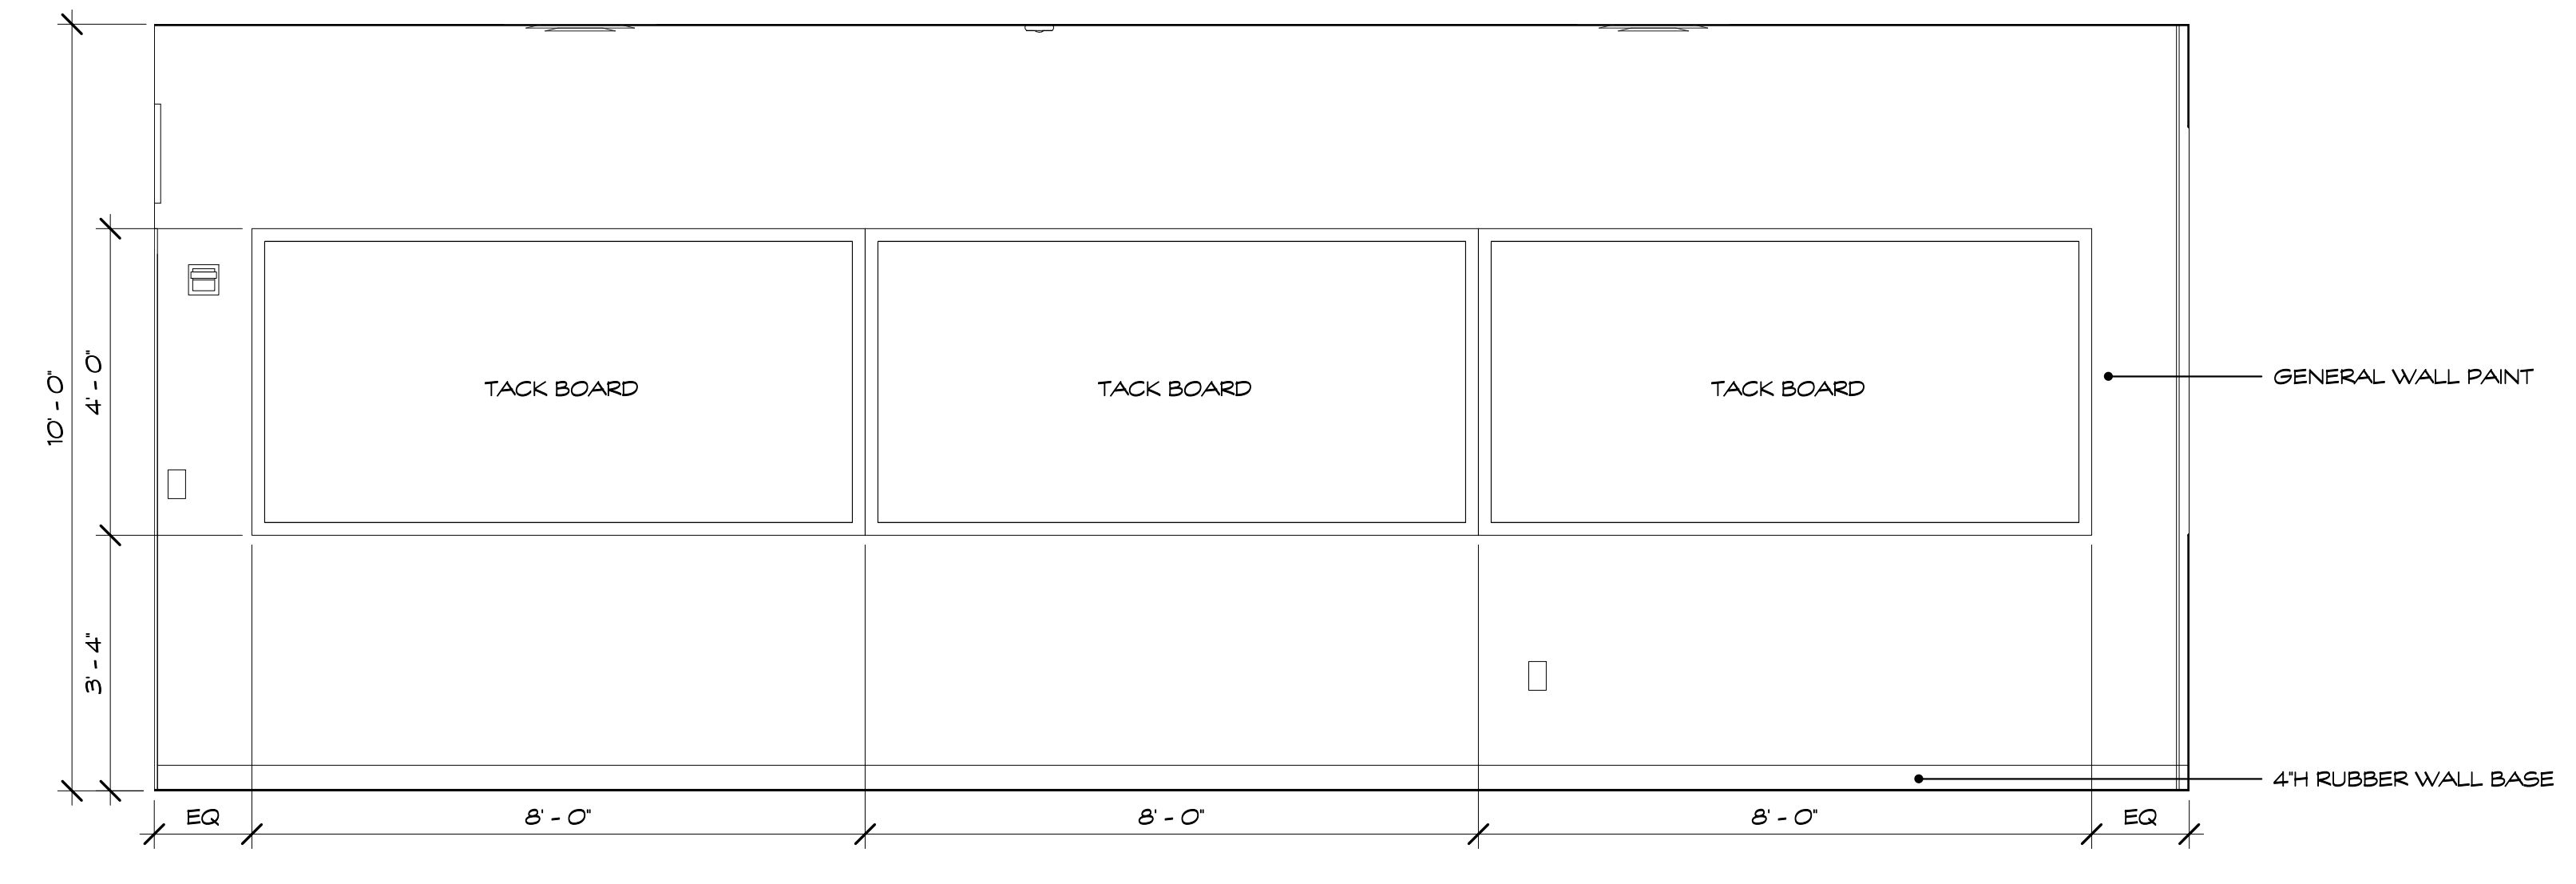 10' - 0"
4' - 0"
3' - 4"
TACK BOARD
TACK BOARD
TACK BOARD
GENERAL WALL PAINT
4"H RUBBER WALL BASE
EQ
8' - 0"
8' - 0"
8' - 0"
EQ